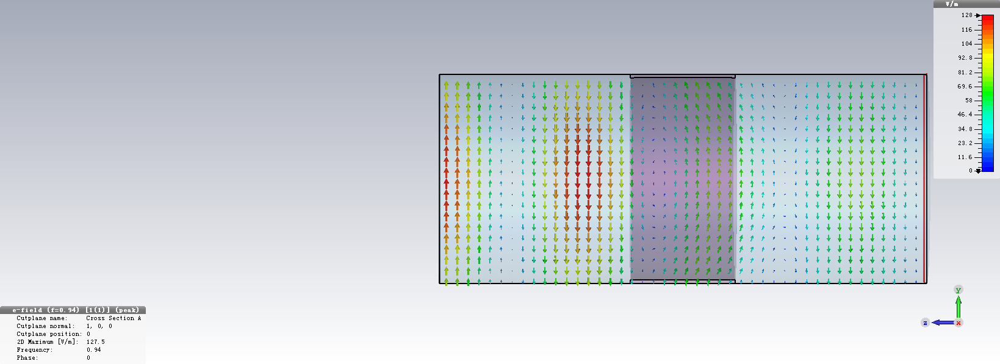 V/m
128
116
104
92.8
81.2
69.6
58
46.4
34.8
23.2
11.6
0
Y
Z
X
e-field (f=0.94) [1(1)] (peak)
Cutplane name: Cross Section A
Cutplane normal: 1, 0, 0
Cutplane position: 0
2D Maximum [V/m]: 127.5
Frequency: 0.94
Phase: 0